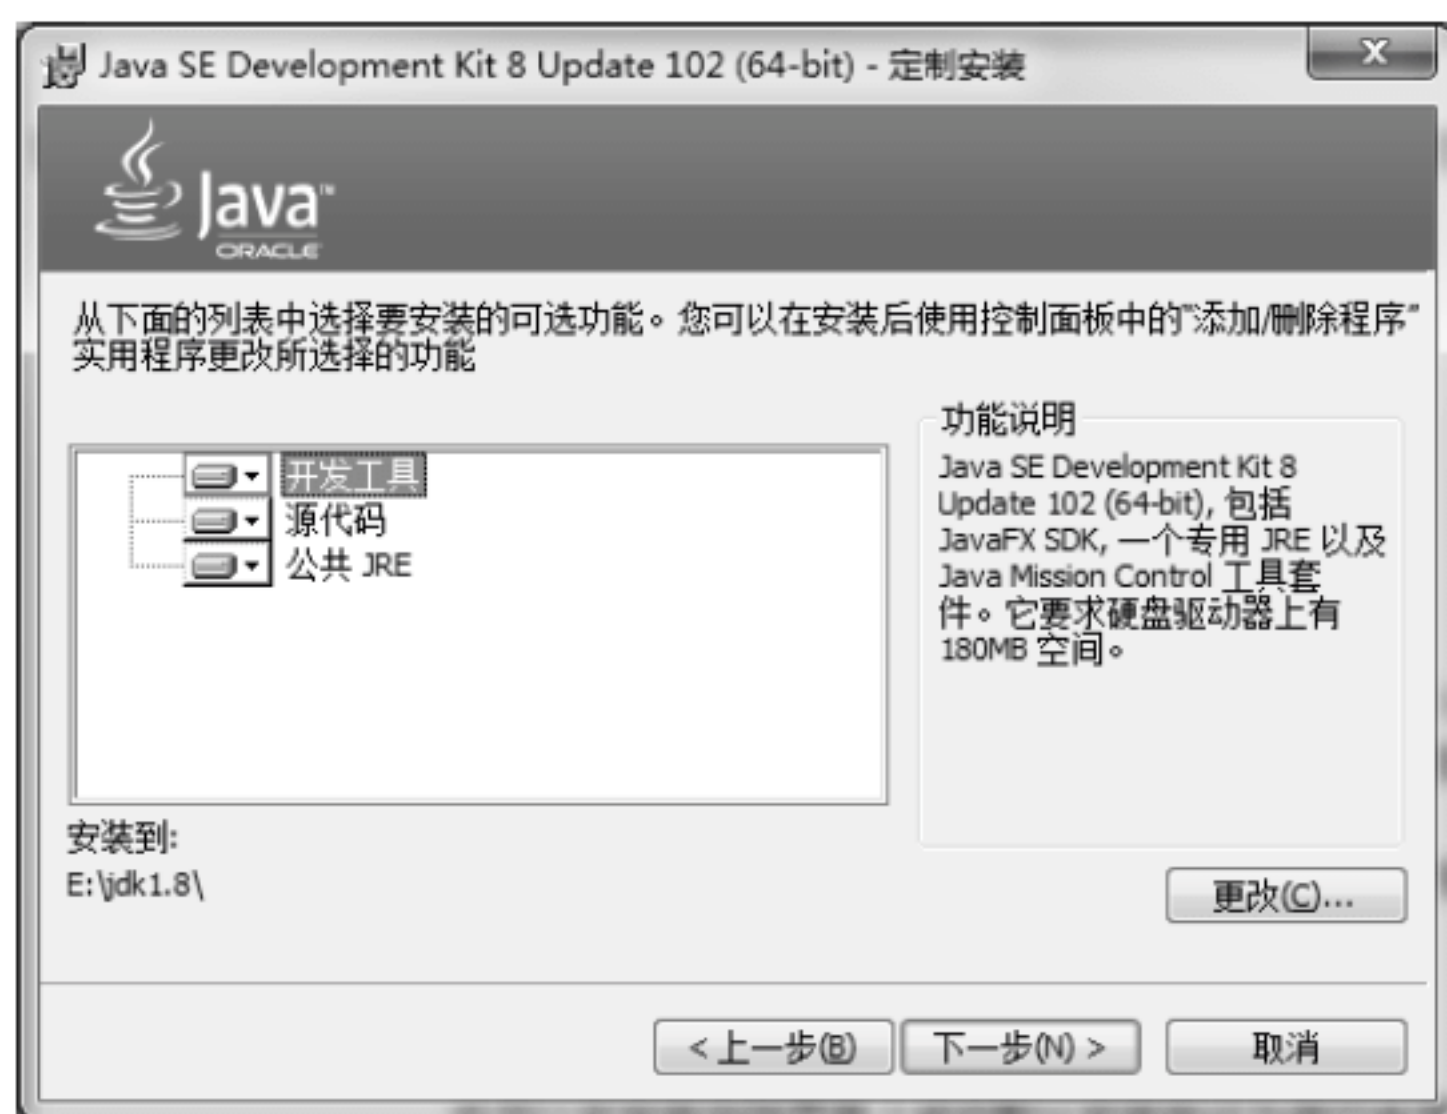 Java SE Development Kit 8 Update 102 (64-bit) - 定制安装
X
Java™
ORACLE
从下面的列表中选择要安装的可选功能。您可以在安装后使用控制面板中的“添加/删除程序”
实用程序更改所选择的功能
开发工具
源代码
公共 JRE
功能说明
Java SE Development Kit 8
Update 102 (64-bit), 包括
JavaFX SDK, 一个专用 JRE 以及
Java Mission Control 工具套
件。它要求硬盘驱动器上有
180MB 空间。
安装到:
E:\jdk1.8\
更改(C)...
<上一步(B)
下一步(N) >
取消